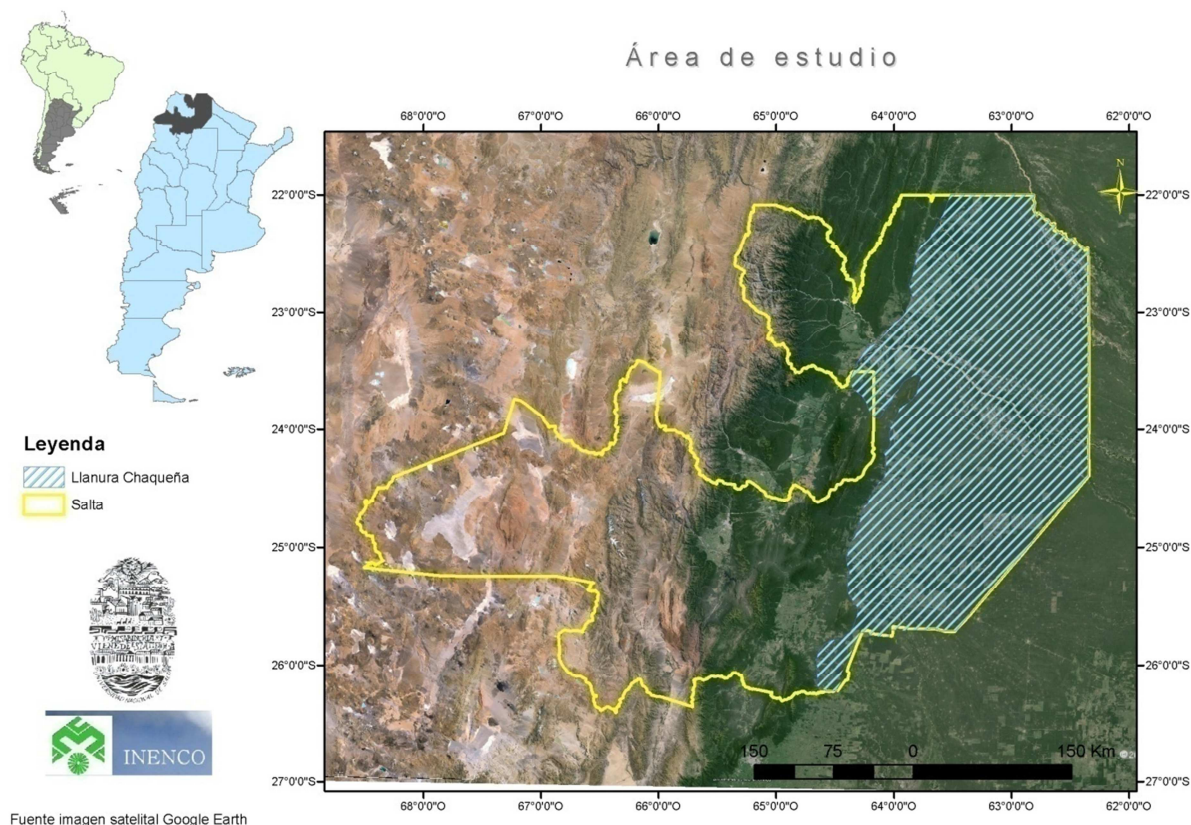 Área de estudio
68°0'0"O 67°0'0"O 66°0'0"O 65°0'0"O 64°0'0"O 63°0'0"O 62°0'0"O
N
22°0'0"S 22°0'0"S
23°0'0"S 23°0'0"S
24°0'0"S 24°0'0"S
25°0'0"S 25°0'0"S
26°0'0"S 26°0'0"S
27°0'0"S 27°0'0"S
150 75 0 150 Km
68°0'0"O 67°0'0"O 66°0'0"O 65°0'0"O 64°0'0"O 63°0'0"O 62°0'0"O
Leyenda
Llanura Chaqueña
Salta
INENCO
Fuente imagen satelital Google Earth